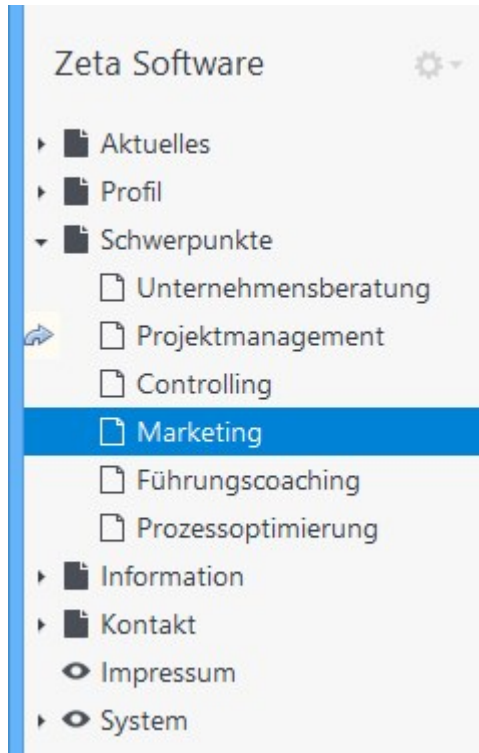 Zeta Software
Aktuelles
Profil
Schwerpunkte
Unternehmensberatung
Projektmanagement
Controlling
Marketing
Führungscoaching
Prozessoptimierung
Information
Kontakt
Impressum
System